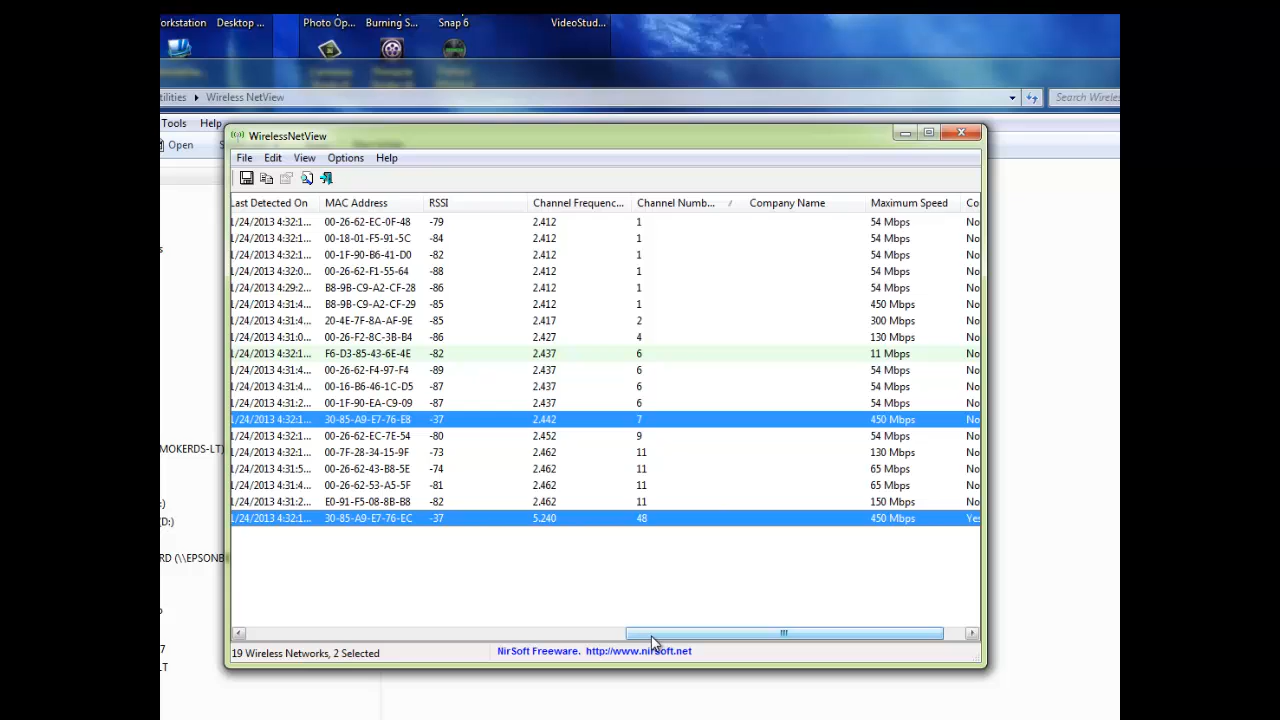 orkstation Desktop ... Photo Op... Burning S... Snap 6 VideoStud...
tilities Wireless NetView Search Wirele
Tools Help
Open
WirelessNetView
File Edit View Options Help
Last Detected On MAC Address RSSI Channel Frequenc... Channel Numb... / Company Name Maximum Speed Co
1/24/2013 4:32:1... 00-26-62-EC-0F-48 -79 2.412 1 54 Mbps No
1/24/2013 4:32:1... 00-18-01-F5-91-5C -84 2.412 1 54 Mbps No
1/24/2013 4:32:1... 00-1F-90-B6-41-D0 -82 2.412 1 54 Mbps No
1/24/2013 4:32:0... 00-26-62-F1-55-64 -88 2.412 1 54 Mbps No
1/24/2013 4:29:2... B8-9B-C9-A2-CF-28 -86 2.412 1 54 Mbps No
1/24/2013 4:31:4... B8-9B-C9-A2-CF-29 -85 2.412 1 450 Mbps No
1/24/2013 4:31:4... 20-4E-7F-8A-AF-9E -85 2.417 2 300 Mbps No
1/24/2013 4:31:0... 00-26-F2-8C-3B-B4 -86 2.427 4 130 Mbps No
1/24/2013 4:32:1... F6-D3-85-43-6E-4E -82 2.437 6 11 Mbps No
1/24/2013 4:31:4... 00-26-62-F4-97-F4 -89 2.437 6 54 Mbps No
1/24/2013 4:31:4... 00-16-B6-46-1C-D5 -87 2.437 6 54 Mbps No
1/24/2013 4:31:2... 00-1F-90-EA-C9-09 -87 2.437 6 54 Mbps No
1/24/2013 4:32:1... 30-85-A9-E7-76-E8 -37 2.442 7 450 Mbps No
MOKERDS-LT) 1/24/2013 4:32:1... 00-26-62-EC-7E-54 -80 2.452 9 54 Mbps No
1/24/2013 4:32:1... 00-7F-28-34-15-9F -73 2.462 11 130 Mbps No
1/24/2013 4:31:5... 00-26-62-43-B8-5E -74 2.462 11 65 Mbps No
1/24/2013 4:31:4... 00-26-62-53-A5-5F -81 2.462 11 65 Mbps No
:) 1/24/2013 4:31:2... E0-91-F5-08-8B-B8 -82 2.462 11 150 Mbps No
(D:) 1/24/2013 4:32:1... 30-85-A9-E7-76-EC -37 5.240 48 450 Mbps Yes
RD (\\EPSONB
19 Wireless Networks, 2 Selected NirSoft Freeware. http://www.nirsoft.net
7
LT